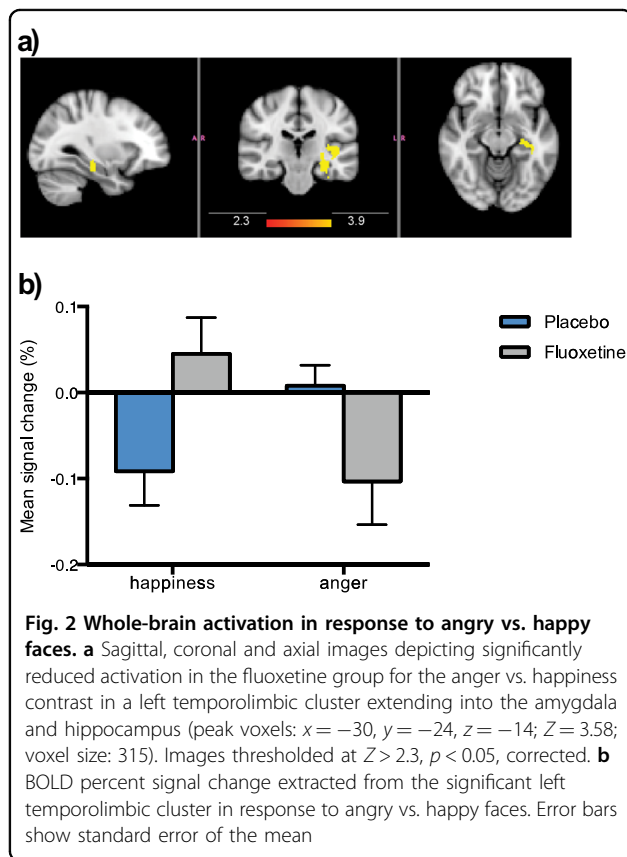 a)
A R
L R
2.3 3.9
b)
0.1
0.0
-0.1
-0.2
Mean signal change (%)
happiness anger
Placebo
Fluoxetine
Fig. 2 Whole-brain activation in response to angry vs. happy
faces. a Sagittal, coronal and axial images depicting significantly
reduced activation in the fluoxetine group for the anger vs. happiness
contrast in a left temporolimbic cluster extending into the amygdala
and hippocampus (peak voxels: x = −30, y = −24, z = −14; Z = 3.58;
voxel size: 315). Images thresholded at Z > 2.3, p < 0.05, corrected. b
BOLD percent signal change extracted from the significant left
temporolimbic cluster in response to angry vs. happy faces. Error bars
show standard error of the mean